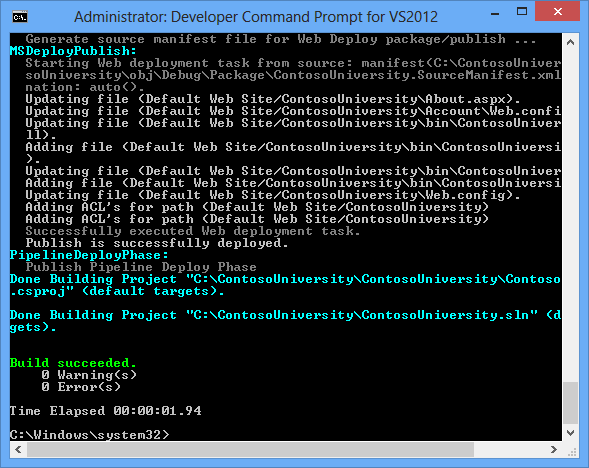 Administrator: Developer Command Prompt for VS2012
Generate source manifest file for Web Deploy package/publish ...
MSDeployPublish:
Starting Web deployment task from source: manifest(C:\ContosoUniver
soUniversity\obj\Debug\Package\ContosoUniversity.SourceManifest.xml
nation: auto().
Updating file (Default Web Site/ContosoUniversity\About.aspx).
Updating file (Default Web Site/ContosoUniversity\Account\Web.config
Updating file (Default Web Site/ContosoUniversity\bin\ContosoUniver
ll).
Adding file (Default Web Site/ContosoUniversity\bin\ContosoUniversi
).
Updating file (Default Web Site/ContosoUniversity\bin\ContosoUniver
Adding file (Default Web Site/ContosoUniversity\bin\ContosoUniversi
Updating file (Default Web Site/ContosoUniversity\Web.config).
Adding ACL's for path (Default Web Site/ContosoUniversity)
Adding ACL's for path (Default Web Site/ContosoUniversity)
Successfully executed Web deployment task.
Publish is successfully deployed.
PipelineDeployPhase:
Publish Pipeline Deploy Phase
Done Building Project "C:\ContosoUniversity\ContosoUniversity\Contoso
.csproj" (default targets).
Done Building Project "C:\ContosoUniversity\ContosoUniversity.sln" (d
gets).
Build succeeded.
0 Warning(s)
0 Error(s)
Time Elapsed 00:00:01.94
C:\Windows\system32>